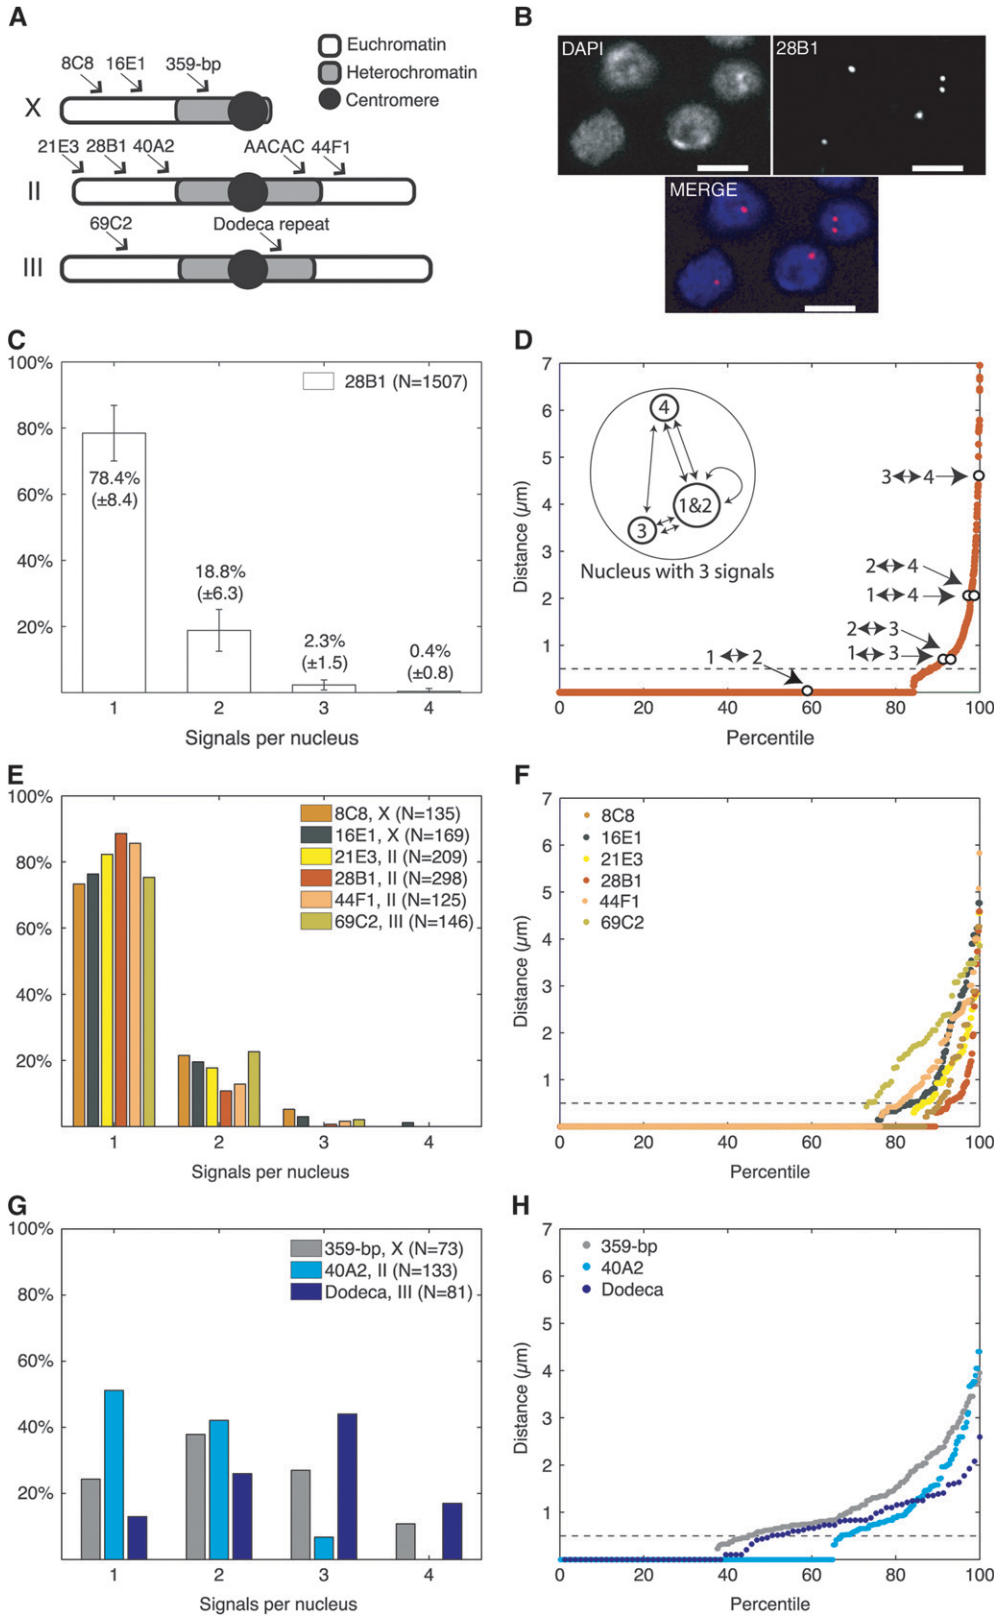 A
Euchromatin
Heterochromatin
Centromere
8C8 16E1 359-bp
X
21E3 28B1 40A2 AACAC 44F1
II
69C2 Dodeca repeat
III
B
DAPI
28B1
MERGE
C
100%
80%
60%
40%
20%
28B1 (N=1507)
78.4%
(±8.4)
18.8%
(±6.3)
2.3%
(±1.5)
0.4%
(±0.8)
1 2 3 4
Signals per nucleus
D
7
6
5
4
3
2
1
Distance (µm)
4
1&2
3
Nucleus with 3 signals
3↔4
2↔4
1↔4
2↔3
1↔3
1↔2
0 20 40 60 80 100
Percentile
E
100%
80%
60%
40%
20%
8C8, X (N=135)
16E1, X (N=169)
21E3, II (N=209)
28B1, II (N=298)
44F1, II (N=125)
69C2, III (N=146)
1 2 3 4
Signals per nucleus
F
7
6
5
4
3
2
1
Distance (µm)
8C8
16E1
21E3
28B1
44F1
69C2
0 20 40 60 80 100
Percentile
G
100%
80%
60%
40%
20%
359-bp, X (N=73)
40A2, II (N=133)
Dodeca, III (N=81)
1 2 3 4
Signals per nucleus
H
7
6
5
4
3
2
1
Distance (µm)
359-bp
40A2
Dodeca
0 20 40 60 80 100
Percentile